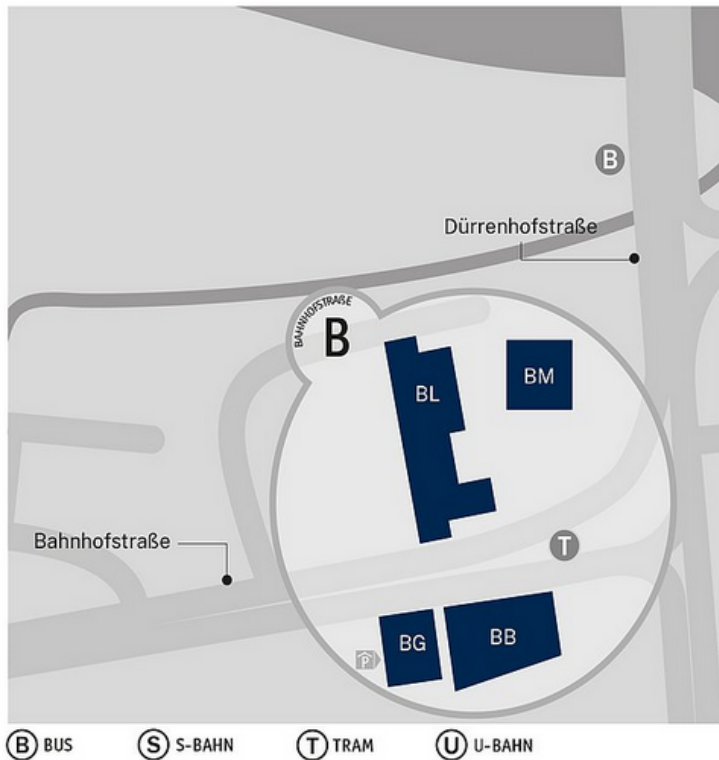 B
Dürrenhofstraße
BAHNHOFSTRASSE
B
BL
BM
Bahnhofstraße
T
BG
BB
P
B BUS
S S-BAHN
T TRAM
U U-BAHN